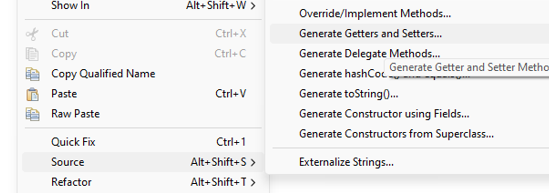 Show In Alt+Shift+W >
Cut Ctrl+X
Copy Ctrl+C
Copy Qualified Name
Paste Ctrl+V
Raw Paste
Quick Fix Ctrl+1
Source Alt+Shift+S >
Refactor Alt+Shift+T >
Override/Implement Methods...
Generate Getters and Setters...
Generate Delegate Methods...
Generate Getter and Setter Metho
Generate hashCode
Generate toString()...
Generate Constructor using Fields...
Generate Constructors from Superclass...
Externalize Strings...